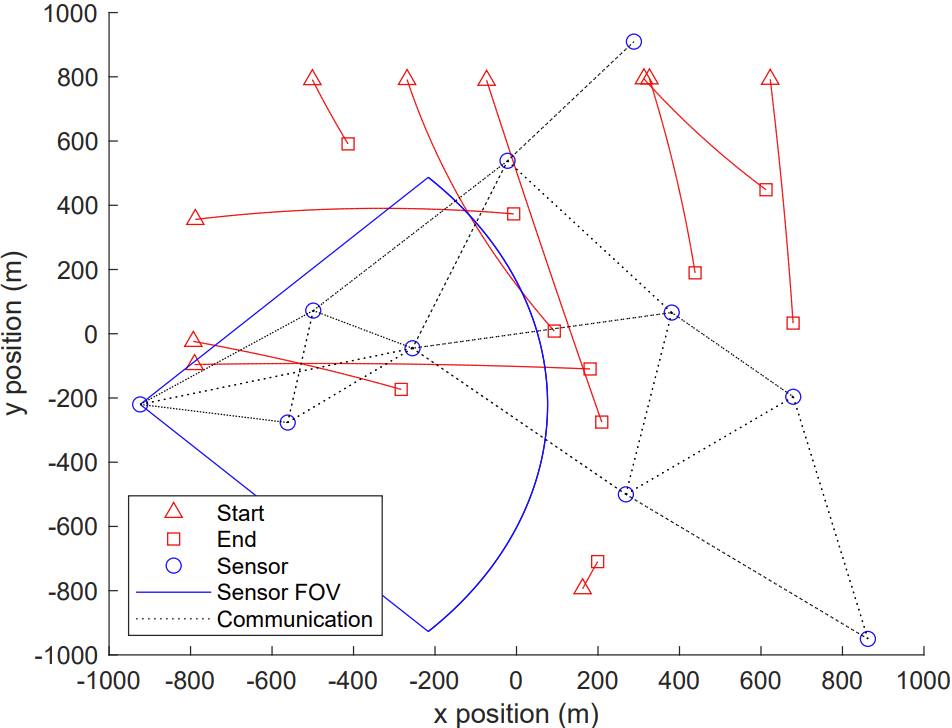 1000
800
600
400
200
0
-200
-400
-600
-800
-1000
y position (m)
Start
End
Sensor
Sensor FOV
Communication
-1000 -800 -600 -400 -200 0 200 400 600 800 1000
x position (m)